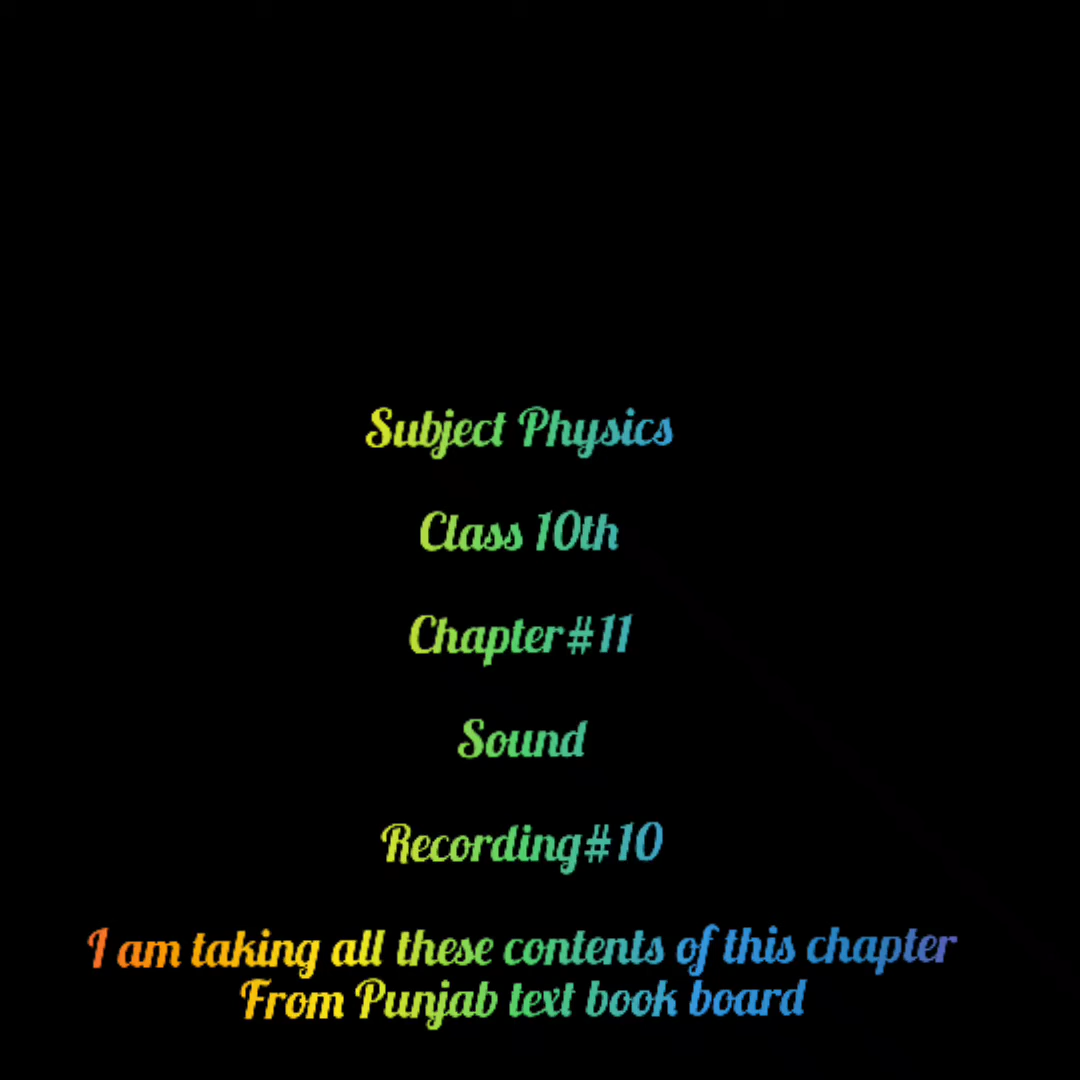 Subject Physics
Class 10th
Chapter#11
Sound
Recording#10
I am taking all these contents of this chapter
From Punjab text book board